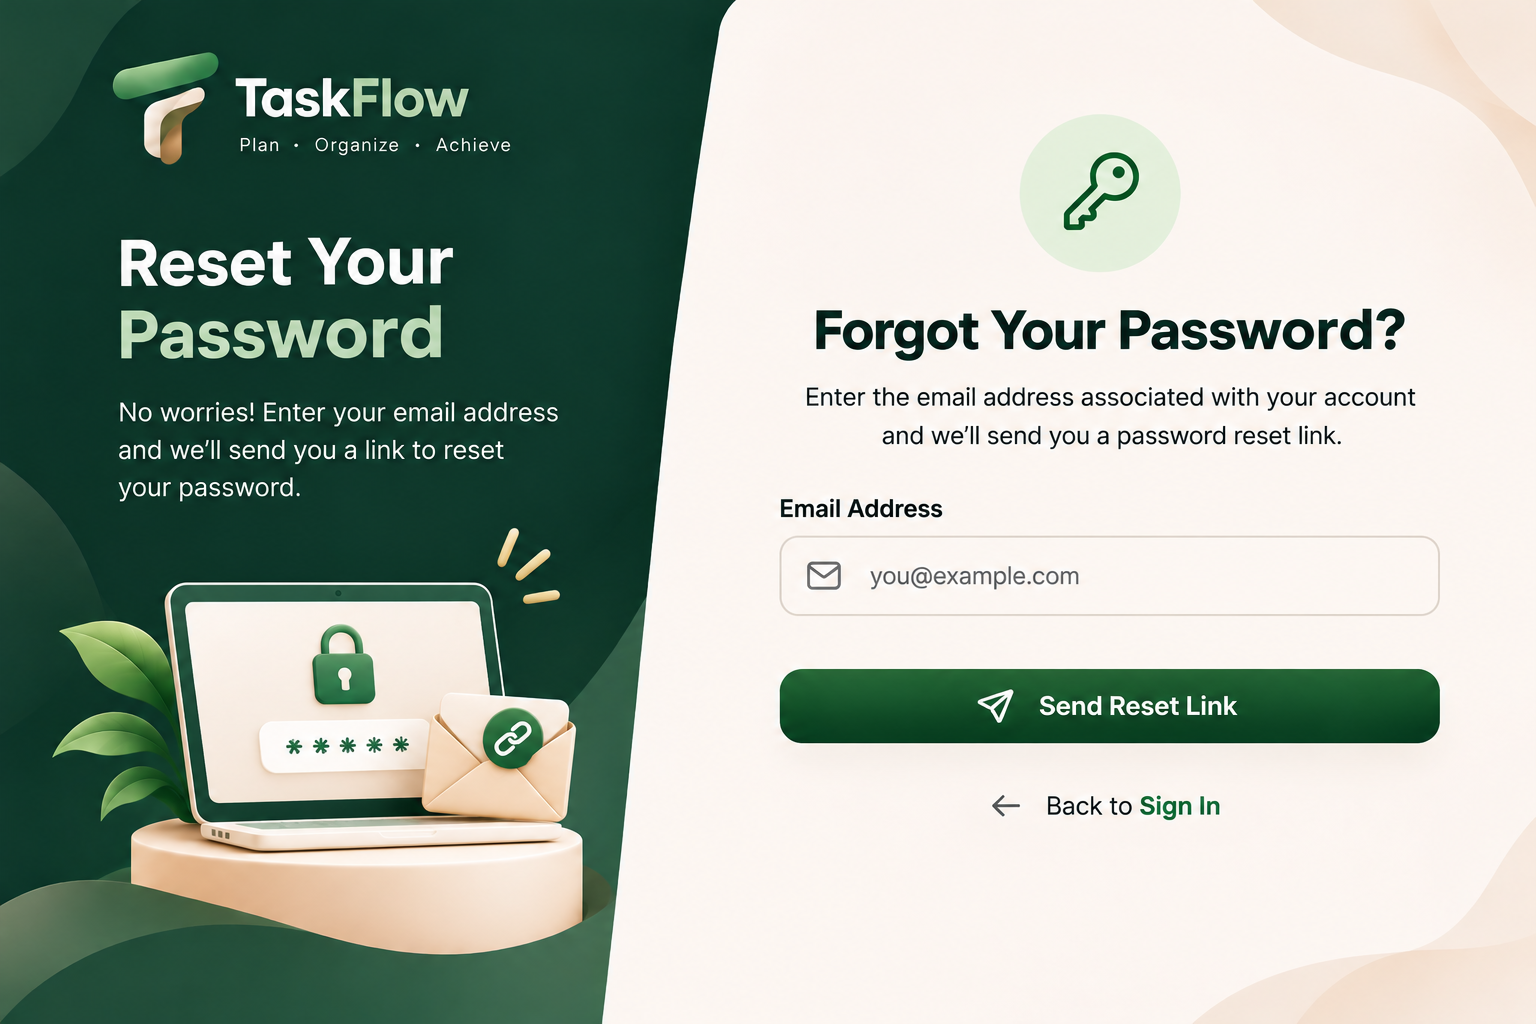 TaskFlow
Plan • Organize • Achieve
Reset Your
Password
No worries! Enter your email address
and we’ll send you a link to reset
your password.
*****
Forgot Your Password?
Enter the email address associated with your account
and we’ll send you a password reset link.
Email Address
you@example.com
Send Reset Link
Back to Sign In